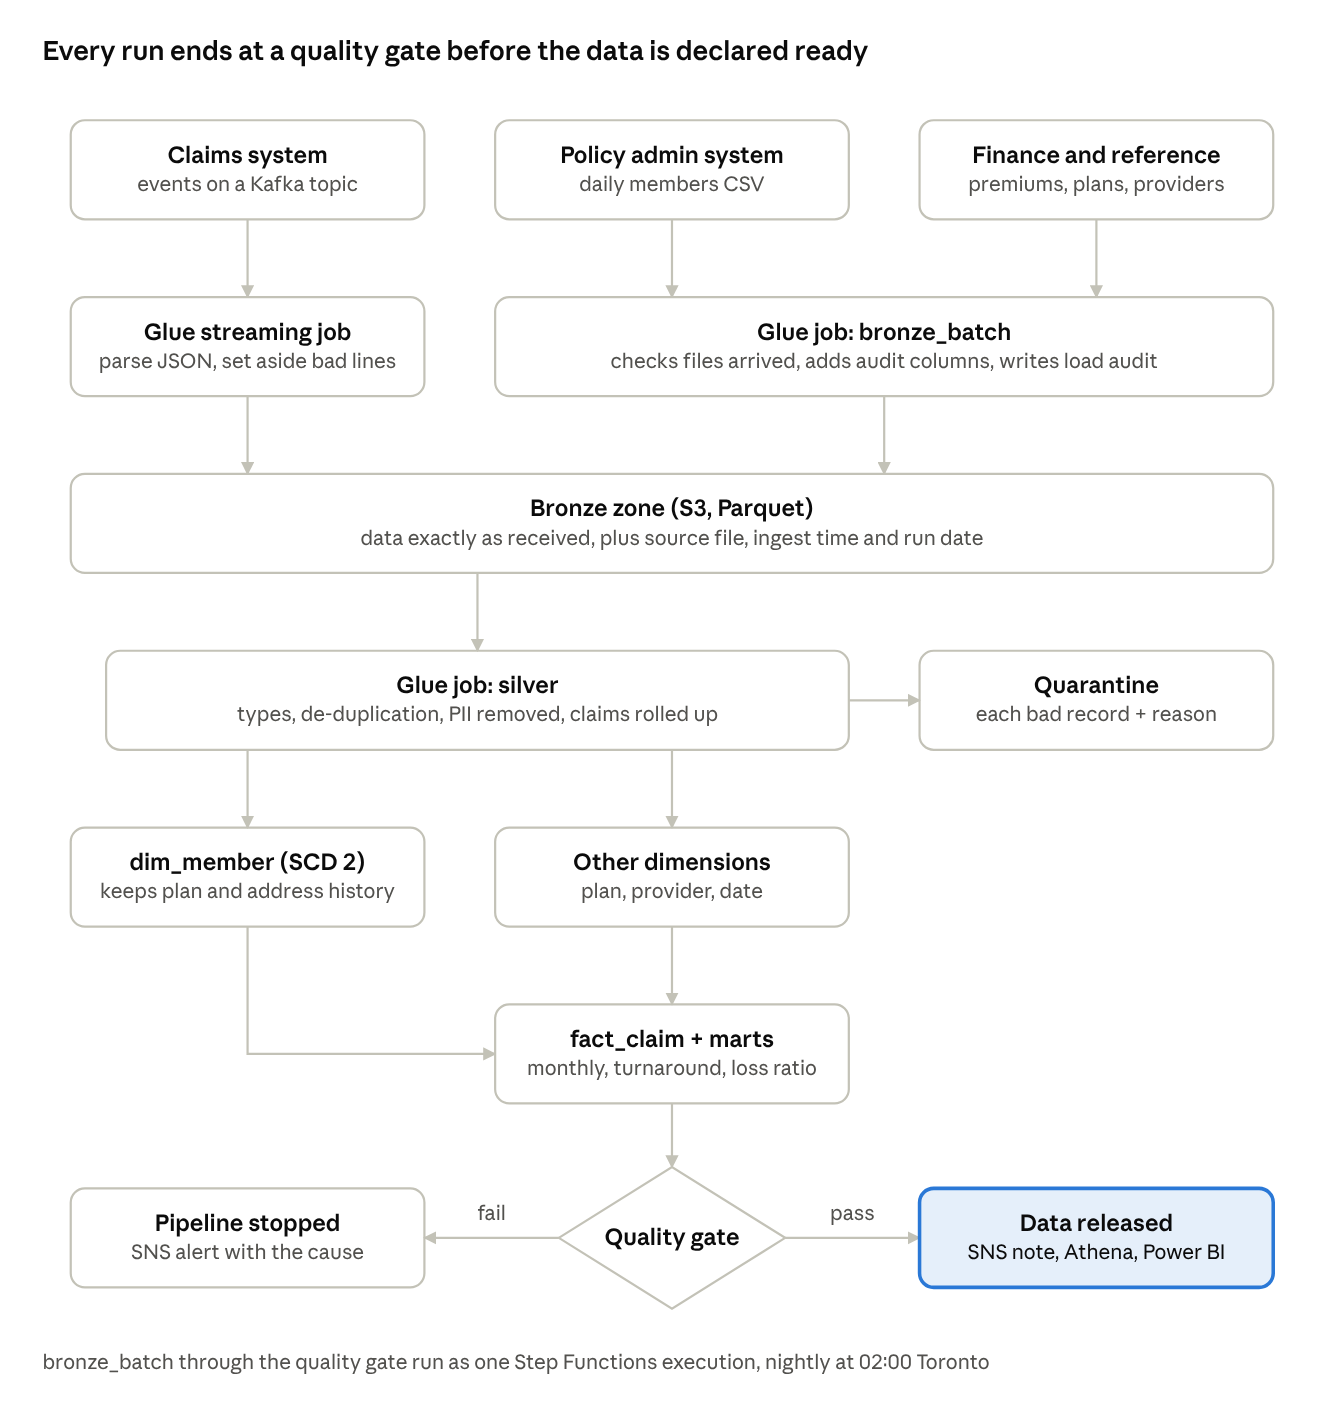 Every run ends at a quality gate before the data is declared ready
Claims system
events on a Kafka topic
Policy admin system
daily members CSV
Finance and reference
premiums, plans, providers
Glue streaming job
parse JSON, set aside bad lines
Glue job: bronze_batch
checks files arrived, adds audit columns, writes load audit
Bronze zone (S3, Parquet)
data exactly as received, plus source file, ingest time and run date
Glue job: silver
types, de-duplication, PII removed, claims rolled up
Quarantine
each bad record + reason
dim_member (SCD 2)
keeps plan and address history
Other dimensions
plan, provider, date
fact_claim + marts
monthly, turnaround, loss ratio
Pipeline stopped
SNS alert with the cause
fail
Quality gate
pass
Data released
SNS note, Athena, Power BI
bronze_batch through the quality gate run as one Step Functions execution, nightly at 02:00 Toronto